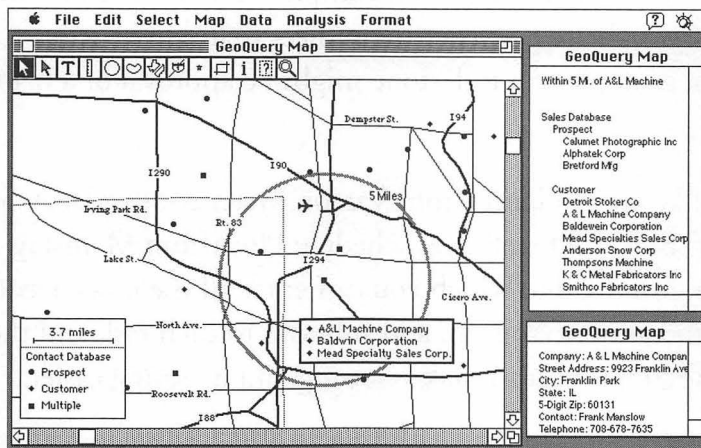 File Edit Select Map Data Analysis Format
GeoQuery Map
T
i
?
I 94
Dempster St.
I 90
I290
5 Miles
Irving Park Rd.
Rt. 83
Lake St.
I 294
Cicero Ave.
North Ave.
A&L Machine Company
Baldwin Corporation
Mead Specialty Sales Corp.
3.7 miles
Contact Database
Prospect
Customer
Multiple
Roosevelt Rd.
I 88
GeoQuery Map
Within 5 Mi. of A&L Machine
Sales Database
Prospect
Calumet Photographic Inc
Alphatek Corp
Bretford Mfg
Customer
Detroit Stoker Co
A & L Machine Company
Baldewein Corporation
Mead Specialties Sales Corp
Anderson Snow Corp
Thompsons Machine
K & C Metal Fabricators Inc
Smithco Fabricators Inc
GeoQuery Map
Company: A & L Machine Compan
Street Address: 9923 Franklin Ave
City: Franklin Park
State: IL
5-Digit Zip: 60131
Contact: Frank Manslow
Telephone: 708-678-7635